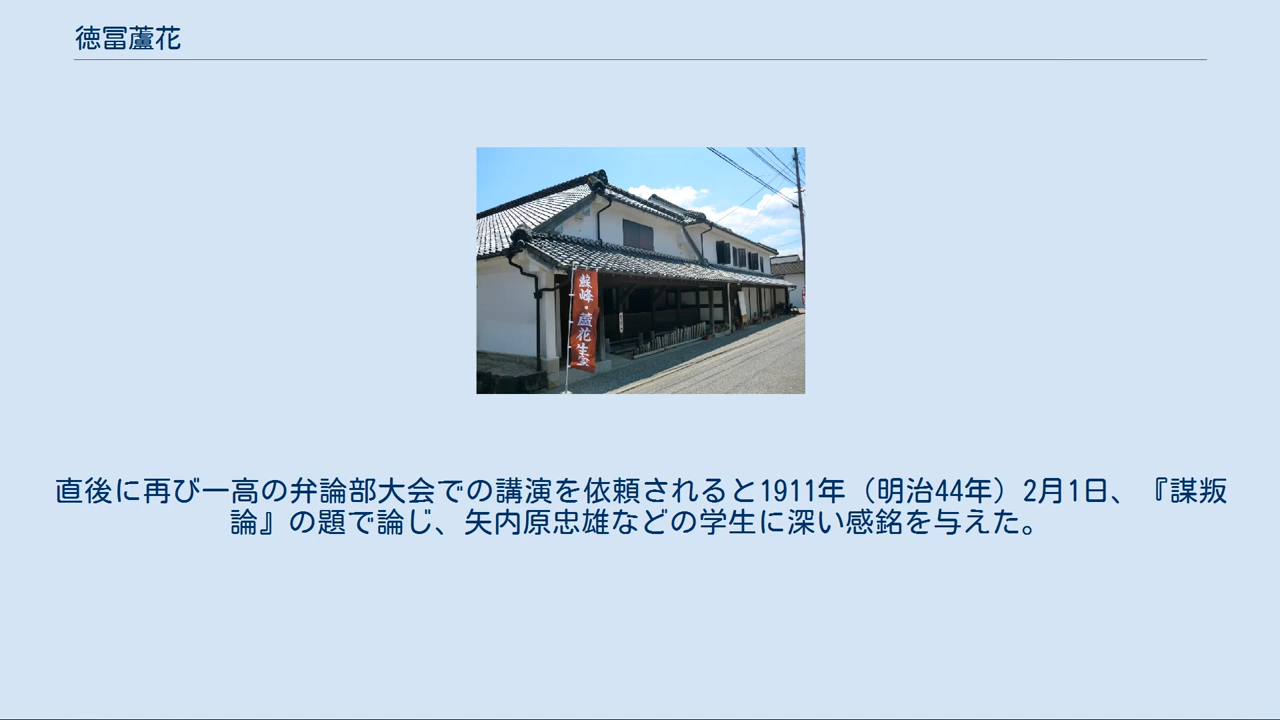 徳冨蘆花
蘇峰・蘆花生家
直後に再び一高の弁論部大会での講演を依頼されると1911年（明治44年）2月1日、『謀叛
論』の題で論じ、矢内原忠雄などの学生に深い感銘を与えた。